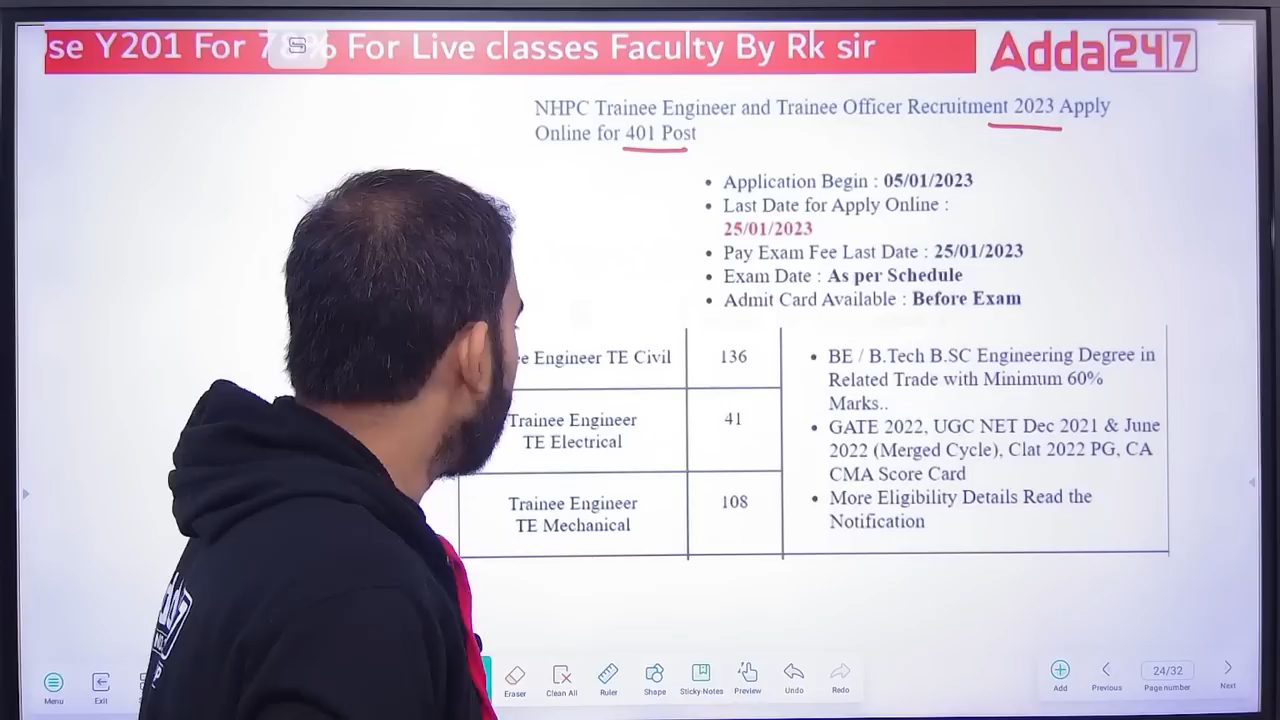 se Y201 For 78% For Live classes Faculty By Rk sir
Adda247
NHPC Trainee Engineer and Trainee Officer Recruitment 2023 Apply
Online for 401 Post
• Application Begin : 05/01/2023
• Last Date for Apply Online :
25/01/2023
• Pay Exam Fee Last Date : 25/01/2023
• Exam Date : As per Schedule
• Admit Card Available : Before Exam
e Engineer TE Civil
136
Trainee Engineer
TE Electrical
41
Trainee Engineer
TE Mechanical
108
• BE / B.Tech B.SC Engineering Degree in
Related Trade with Minimum 60%
Marks..
• GATE 2022, UGC NET Dec 2021 & June
2022 (Merged Cycle), Clat 2022 PG, CA
CMA Score Card
• More Eligibility Details Read the
Notification
Menu
Exit
Eraser
Clean All
Ruler
Shape
Sticky-Notes
Preview
Undo
Redo
Add
Previous
24/32
Page number
Next